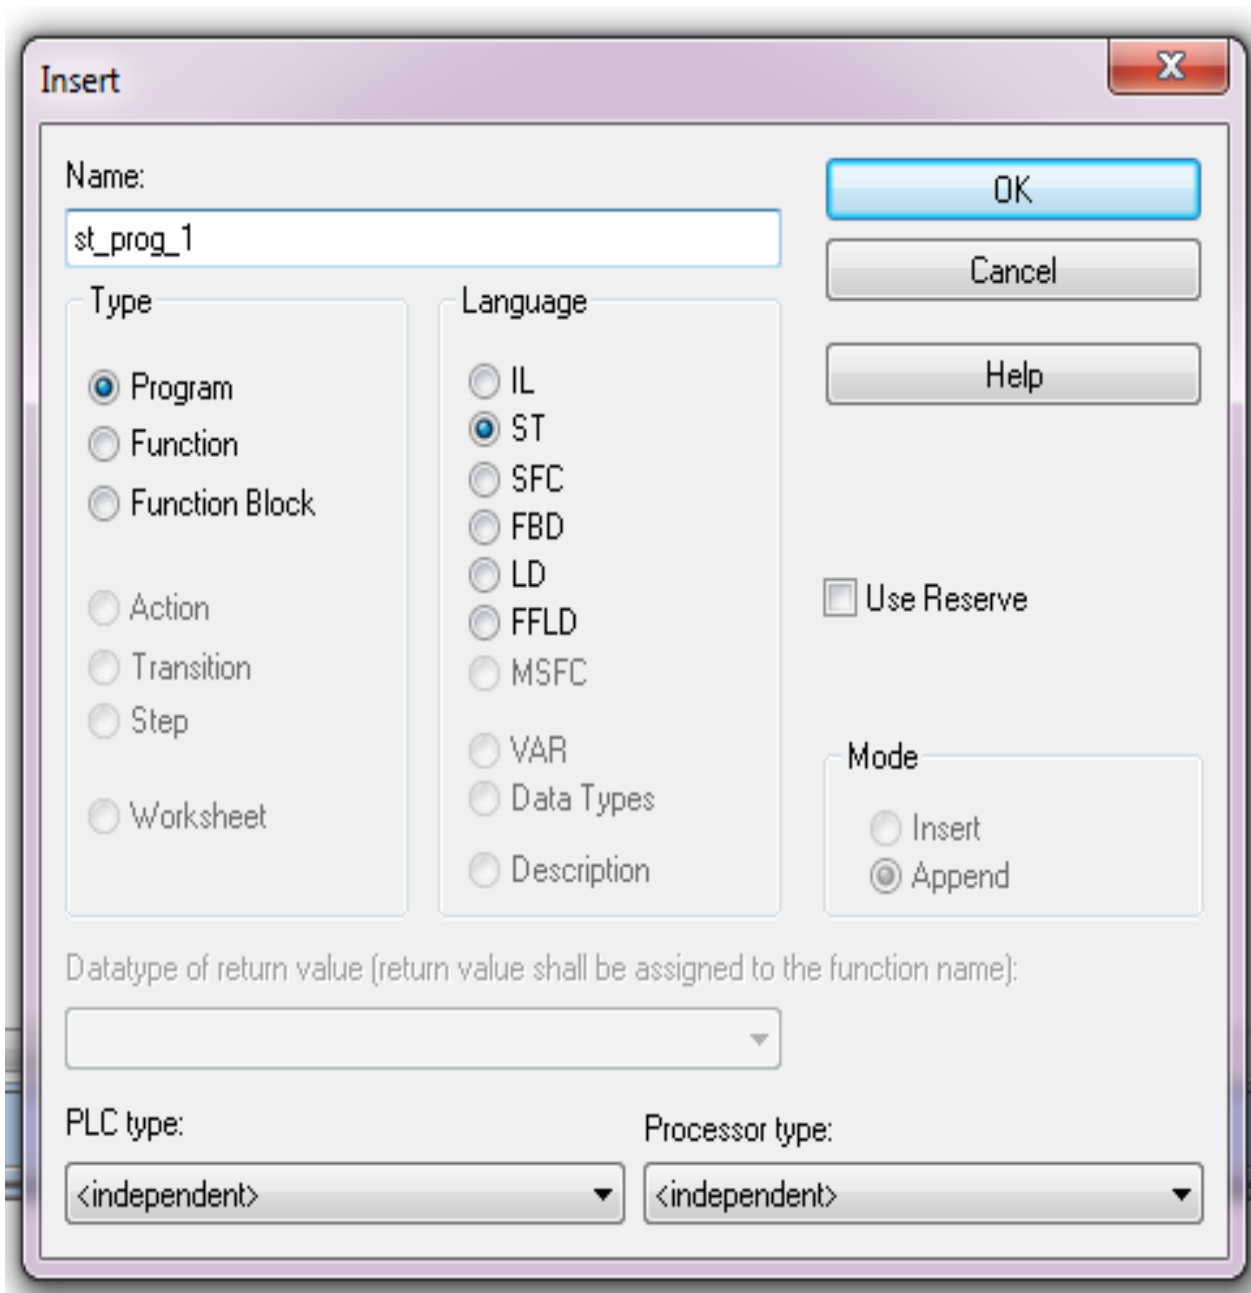 Insert
Name:
st_prog_1
OK
Cancel
Help
Type
Program
Function
Function Block
Action
Transition
Step
Worksheet
Language
IL
ST
SFC
FBD
LD
FFLD
MSFC
VAR
Data Types
Description
Use Reserve
Mode
Insert
Append
Datatype of return value (return value shall be assigned to the function name):
PLC type:
<independent>
Processor type:
<independent>